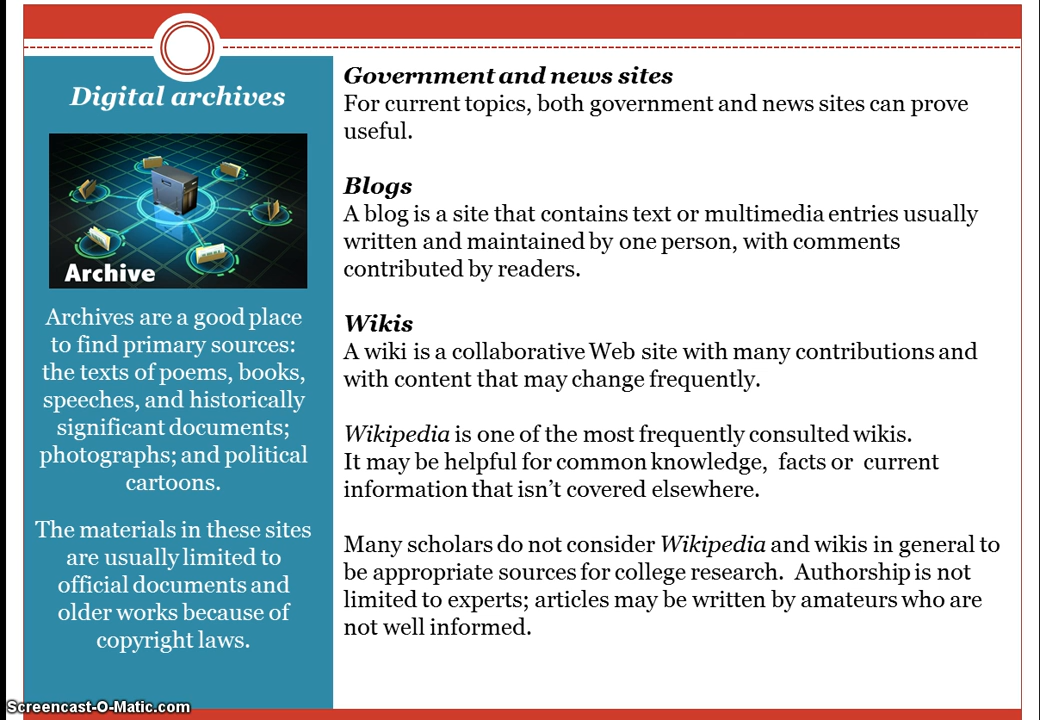 Digital archives
Archive
Archives are a good place
to find primary sources:
the texts of poems, books,
speeches, and historically
significant documents;
photographs; and political
cartoons.
The materials in these sites
are usually limited to
official documents and
older works because of
copyright laws.
Government and news sites
For current topics, both government and news sites can prove
useful.
Blogs
A blog is a site that contains text or multimedia entries usually
written and maintained by one person, with comments
contributed by readers.
Wikis
A wiki is a collaborative Web site with many contributions and
with content that may change frequently.
Wikipedia is one of the most frequently consulted wikis.
It may be helpful for common knowledge,  facts or  current
information that isn’t covered elsewhere.
Many scholars do not consider Wikipedia and wikis in general to
be appropriate sources for college research.  Authorship is not
limited to experts; articles may be written by amateurs who are
not well informed.
Screencast-O-Matic.com